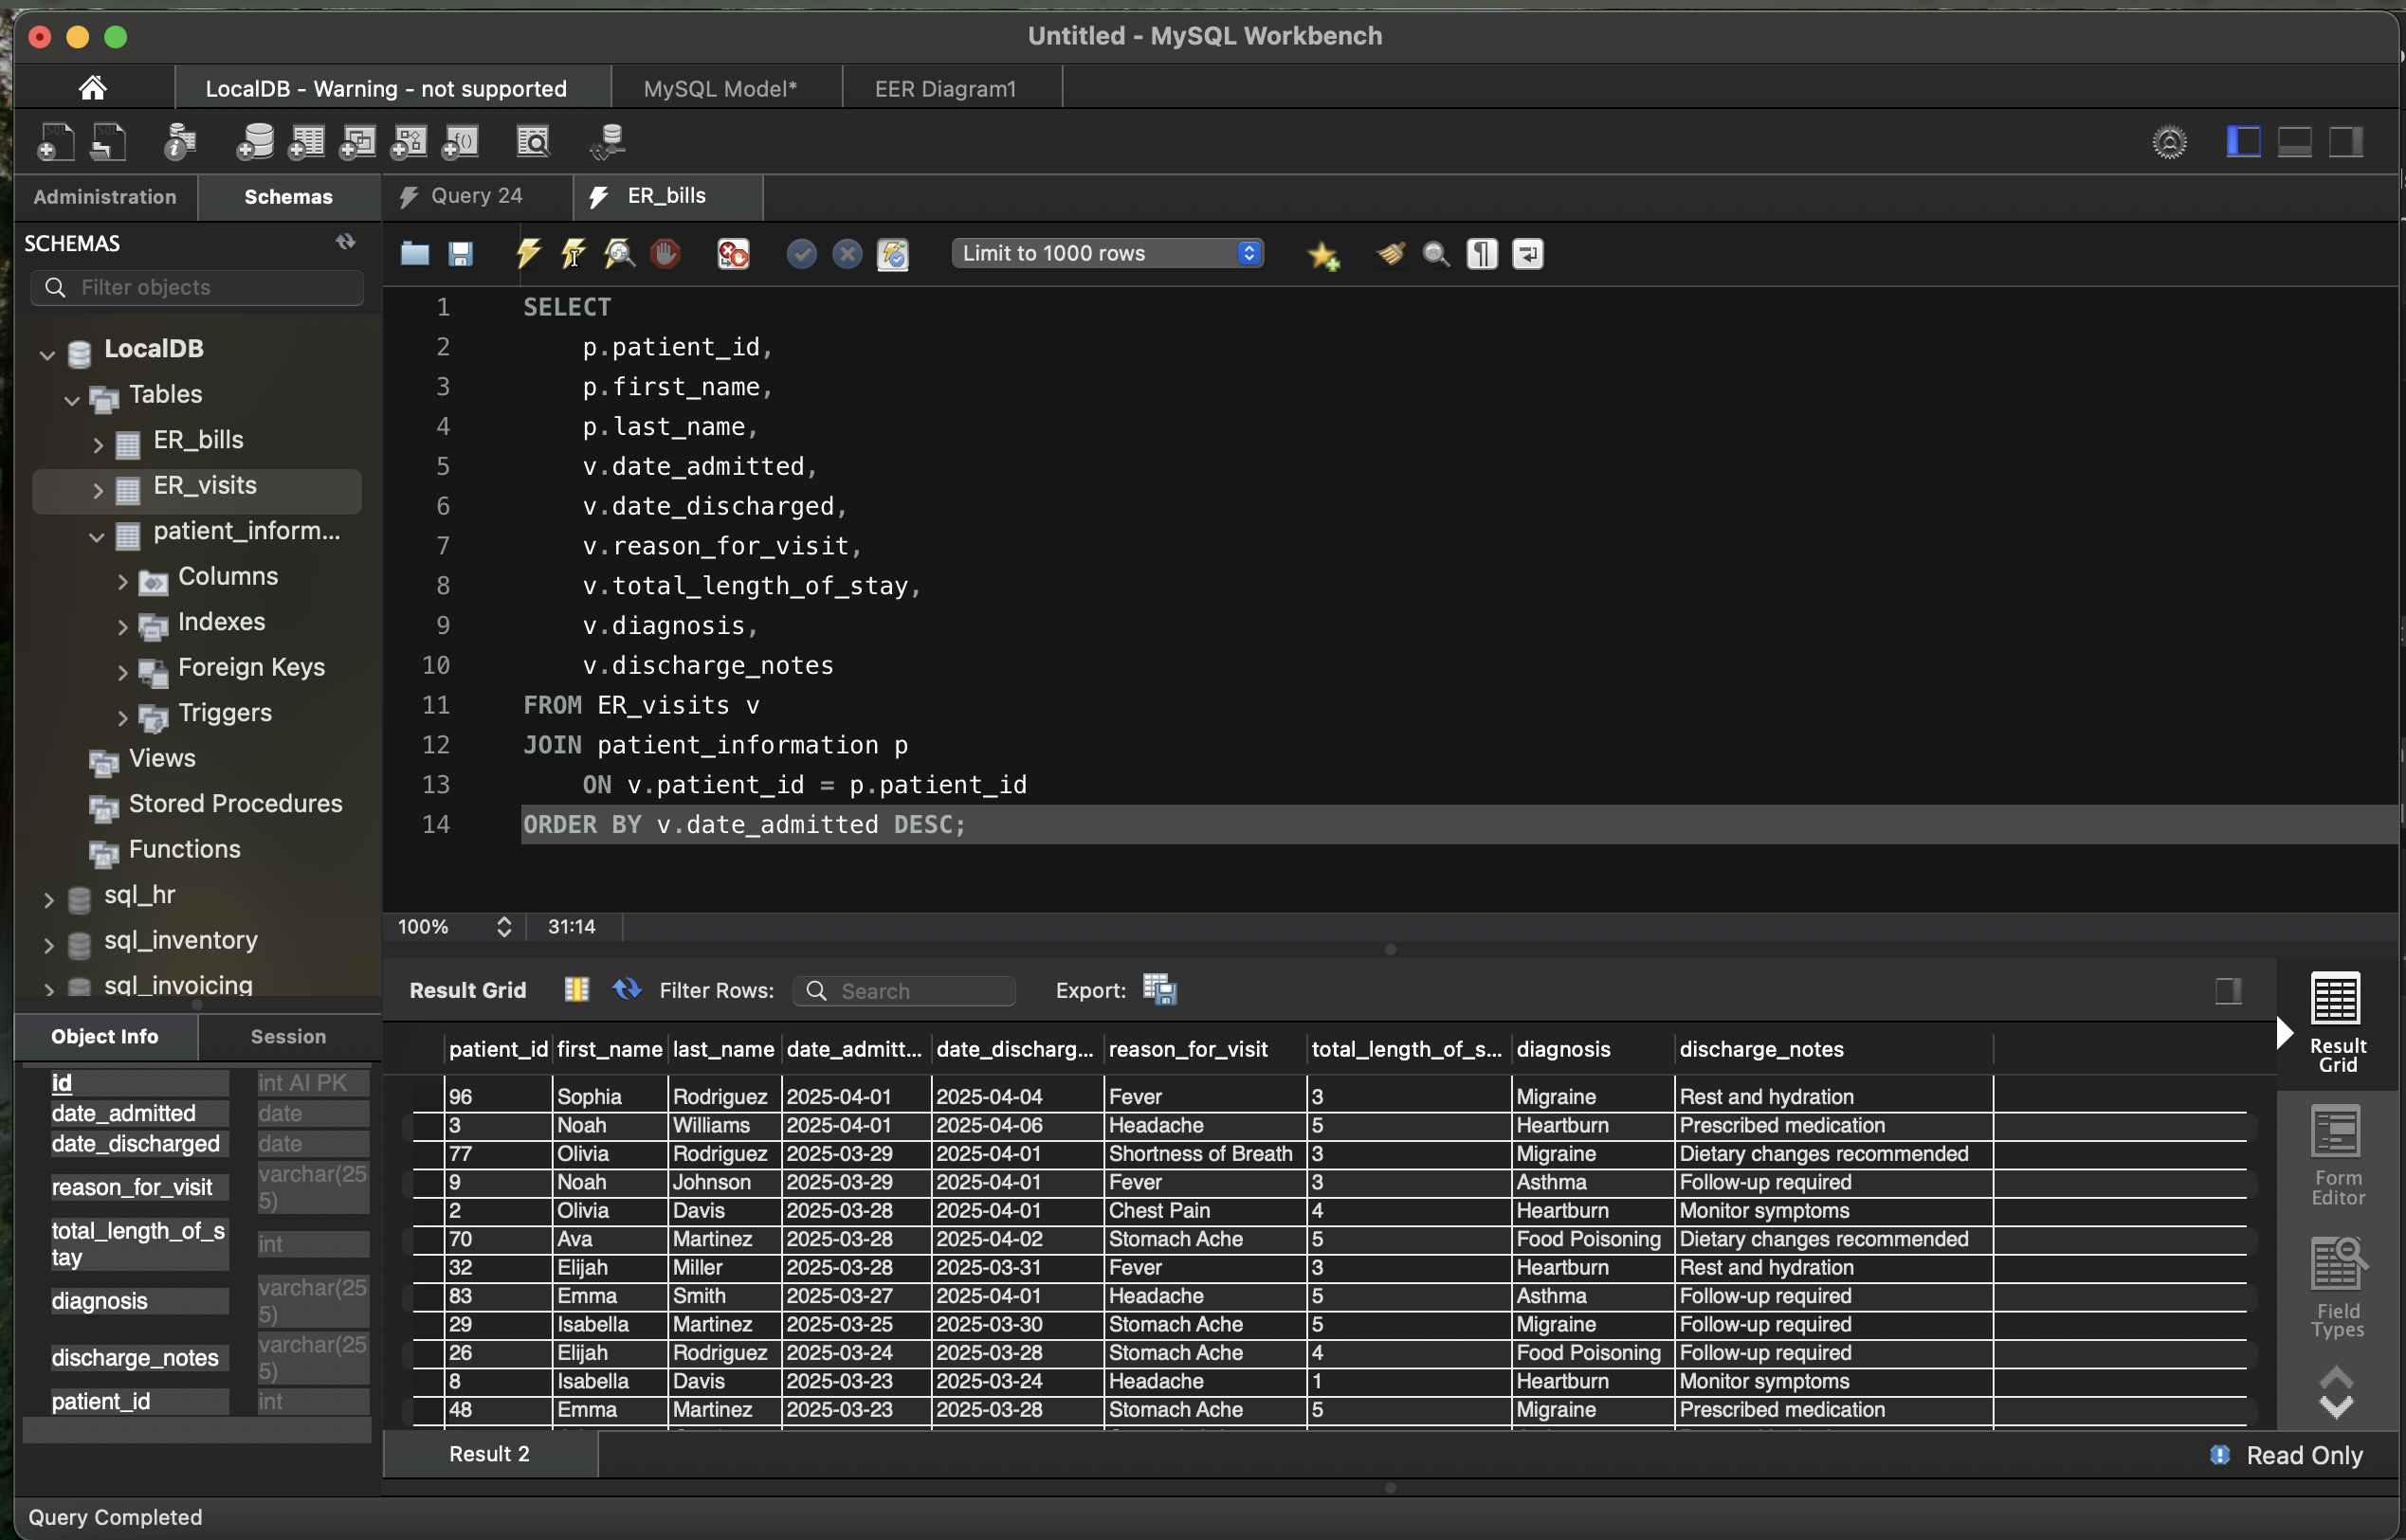 Untitled - MySQL Workbench
LocalDB - Warning - not supported
MySQL Model*
EER Diagram1
Administration
Schemas
Query 24
ER_bills
SCHEMAS
Filter objects
Limit to 1000 rows
LocalDB
Tables
ER_bills
ER_visits
patient_inform...
Columns
Indexes
Foreign Keys
Triggers
Views
Stored Procedures
Functions
sql_hr
sql_inventory
sql_invoicing
1 SELECT
2 p.patient_id,
3 p.first_name,
4 p.last_name,
5 v.date_admitted,
6 v.date_discharged,
7 v.reason_for_visit,
8 v.total_length_of_stay,
9 v.diagnosis,
10 v.discharge_notes
11 FROM ER_visits v
12 JOIN patient_information p
13 ON v.patient_id = p.patient_id
14 ORDER BY v.date_admitted DESC;
100% 31:14
Object Info
Session
id int AI PK
date_admitted date
date_discharged date
reason_for_visit varchar(25
5)
total_length_of_s
tay int
diagnosis varchar(25
5)
discharge_notes varchar(25
5)
patient_id int
Result Grid
Filter Rows:
Search
Export:
patient_id first_name last_name date_admitt... date_discharg... reason_for_visit total_length_of_s... diagnosis discharge_notes
96 Sophia Rodriguez 2025-04-01 2025-04-04 Fever 3 Migraine Rest and hydration
3 Noah Williams 2025-04-01 2025-04-06 Headache 5 Heartburn Prescribed medication
77 Olivia Rodriguez 2025-03-29 2025-04-01 Shortness of Breath 3 Migraine Dietary changes recommended
9 Noah Johnson 2025-03-29 2025-04-01 Fever 3 Asthma Follow-up required
2 Olivia Davis 2025-03-28 2025-04-01 Chest Pain 4 Heartburn Monitor symptoms
70 Ava Martinez 2025-03-28 2025-04-02 Stomach Ache 5 Food Poisoning Dietary changes recommended
32 Elijah Miller 2025-03-28 2025-03-31 Fever 3 Heartburn Rest and hydration
83 Emma Smith 2025-03-27 2025-04-01 Headache 5 Asthma Follow-up required
29 Isabella Martinez 2025-03-25 2025-03-30 Stomach Ache 5 Migraine Follow-up required
26 Elijah Rodriguez 2025-03-24 2025-03-28 Stomach Ache 4 Food Poisoning Follow-up required
8 Isabella Davis 2025-03-23 2025-03-24 Headache 1 Heartburn Monitor symptoms
48 Emma Martinez 2025-03-23 2025-03-28 Stomach Ache 5 Migraine Prescribed medication
Result
Grid
Form
Editor
Field
Types
Result 2
Read Only
Query Completed